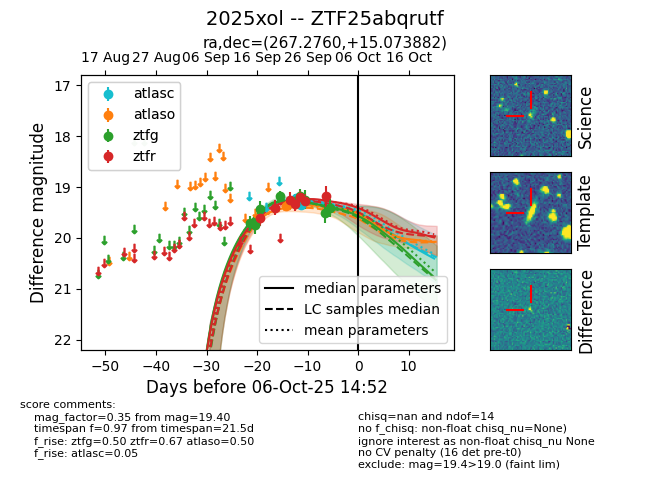 2025xol -- ZTF25abqrutf
ra,dec=(267.2760,+15.073882)
17 Aug 27 Aug 06 Sep 16 Sep 26 Sep 06 Oct 16 Oct
17
18
19
20
21
22
Difference magnitude
atlasc
atlaso
ztfg
ztfr
median parameters
LC samples median
mean parameters
−50 −40 −30 −20 −10 0 10
Days before 06-Oct-25 14:52
Science
Template
Difference
score comments:
mag_factor=0.35 from mag=19.40
timespan f=0.97 from timespan=21.5d
f_rise: ztfg=0.50 ztfr=0.67 atlaso=0.50
f_rise: atlasc=0.05
chisq=nan and ndof=14
no f_chisq: non-float chisq_nu=None)
ignore interest as non-float chisq_nu None
no CV penalty (16 det pre-t0)
exclude: mag=19.4>19.0 (faint lim)